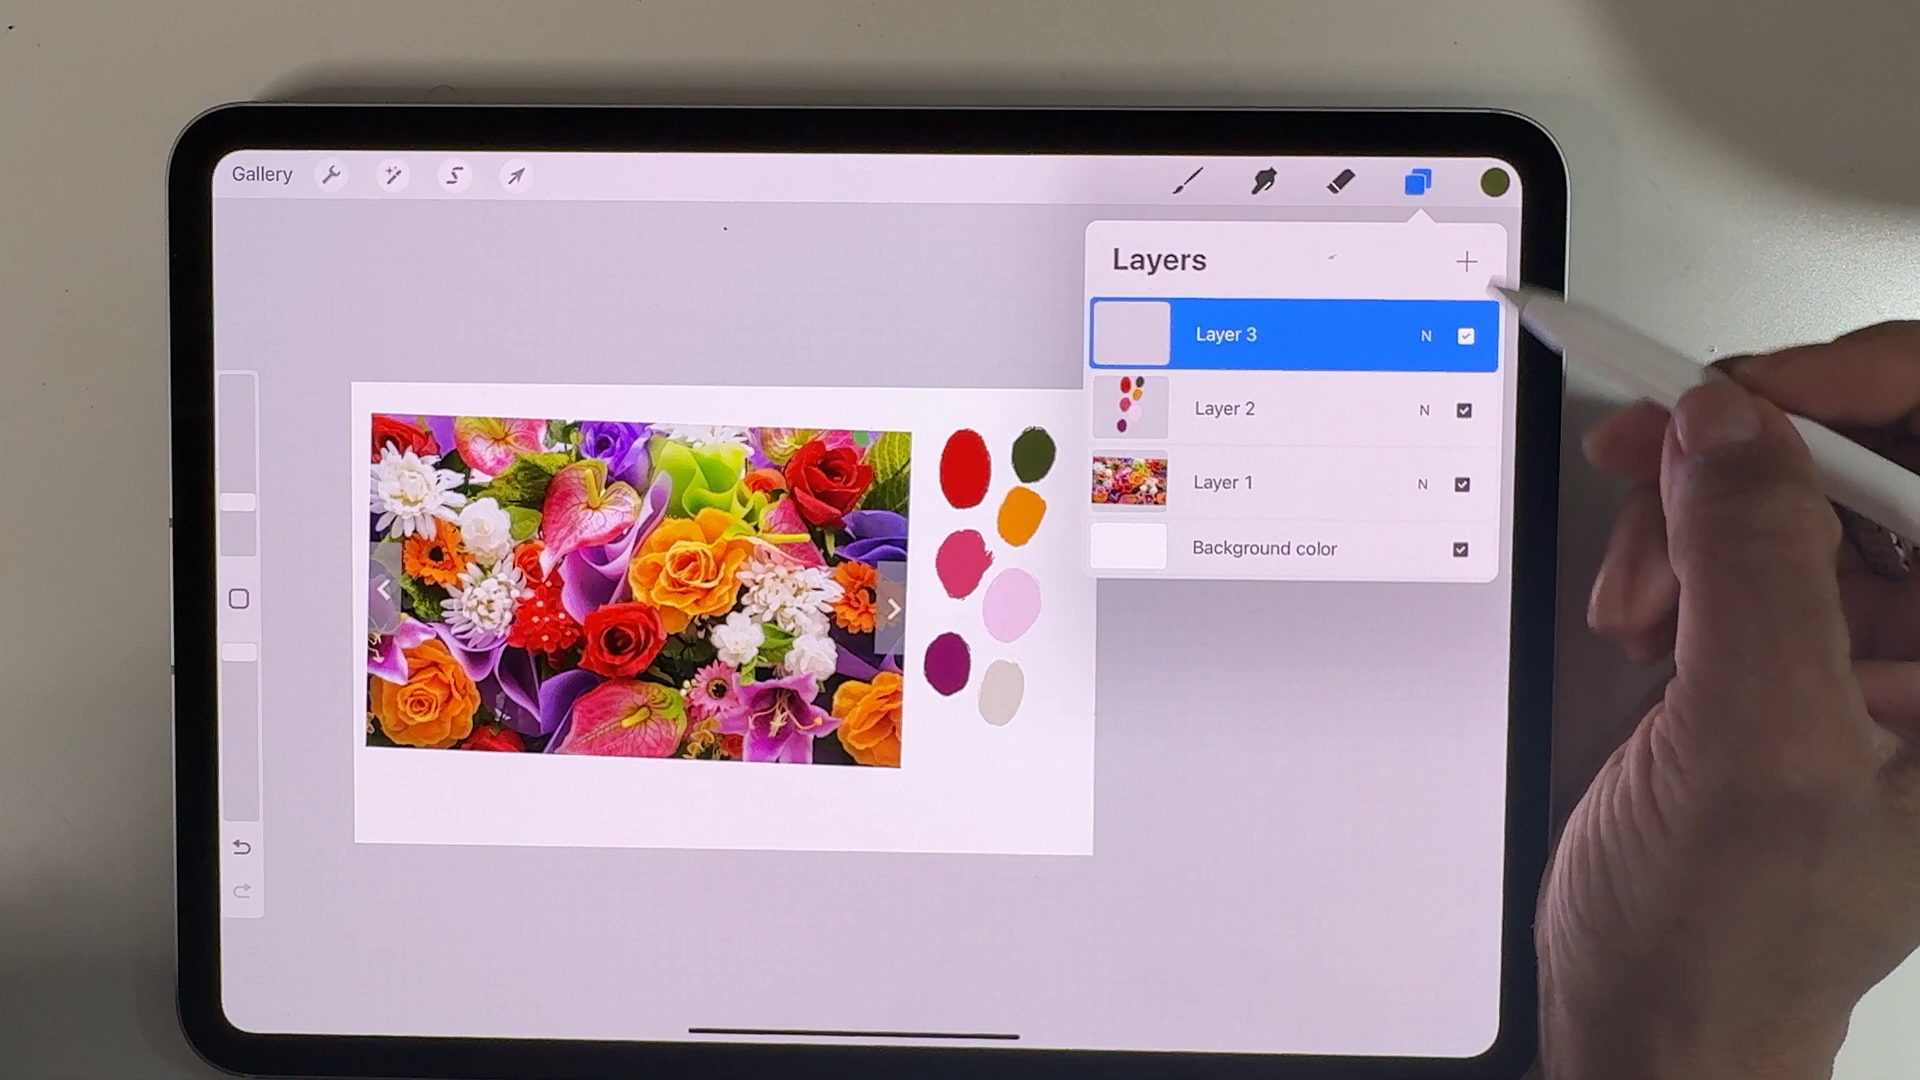 Gallery
Layers
Layer 3 N
Layer 2 N
Layer 1 N
Background color